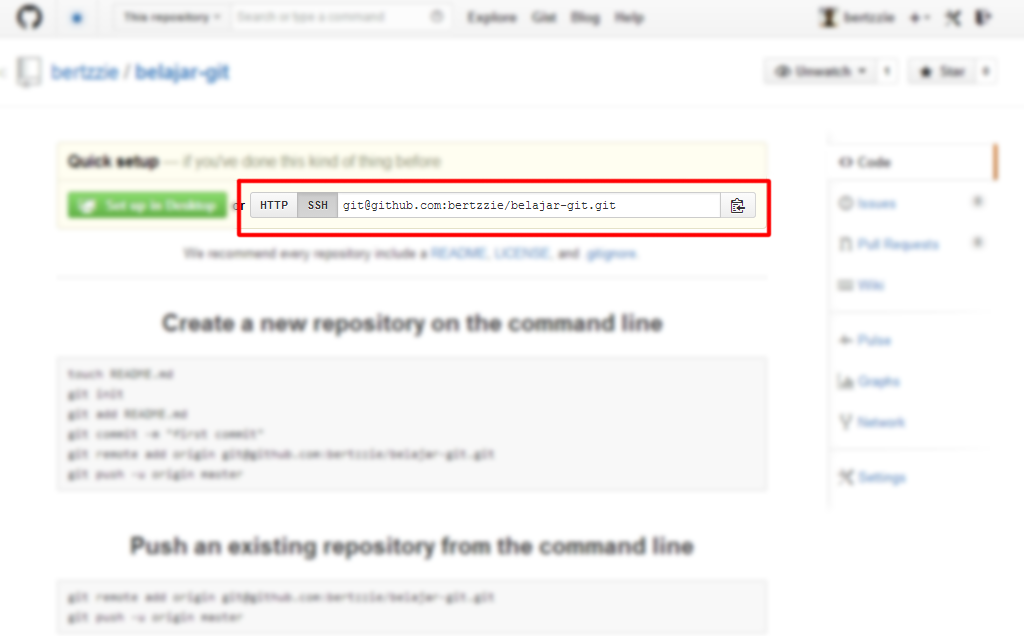 This repository Search or type a command Explore Gist Blog Help bertzzie
bertzzie / belajar-git Unwatch 1 Star 0
Quick setup — if you've done this kind of thing before
Set up in Desktop or HTTP SSH git@github.com:bertzzie/belajar-git.git
We recommend every repository include a README, LICENSE, and .gitignore.
Create a new repository on the command line
touch README.md
git init
git add README.md
git commit -m "first commit"
git remote add origin git@github.com:bertzzie/belajar-git.git
git push -u origin master
Push an existing repository from the command line
git remote add origin git@github.com:bertzzie/belajar-git.git
git push -u origin master
Code
Issues 0
Pull Requests 0
Wiki
Pulse
Graphs
Network
Settings